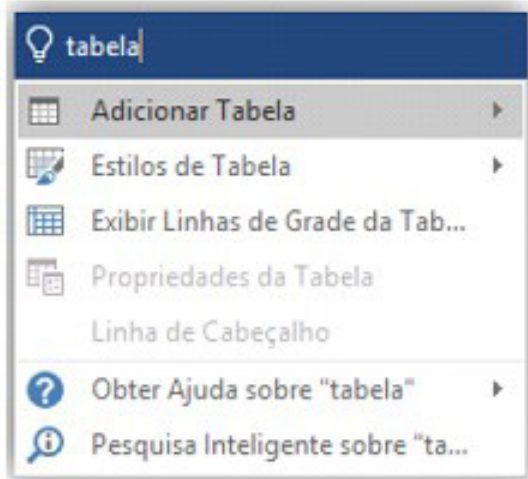 tabela
Adicionar Tabela
Estilos de Tabela
Exibir Linhas de Grade da Tab...
Propriedades da Tabela
Linha de Cabeçalho
Obter Ajuda sobre "tabela"
Pesquisa Inteligente sobre "ta...